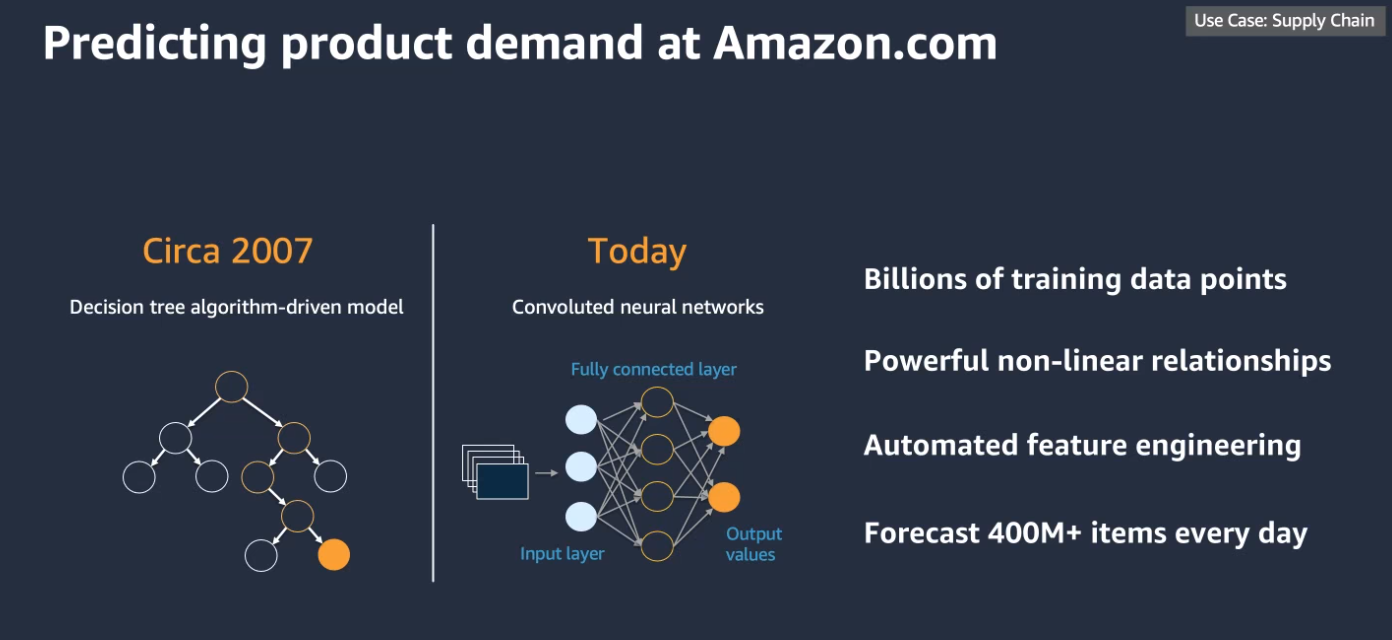 Use Case: Supply Chain
Predicting product demand at Amazon.com
Circa 2007
Decision tree algorithm-driven model
Today
Convoluted neural networks
Fully connected layer
Input layer
Output
values
Billions of training data points
Powerful non-linear relationships
Automated feature engineering
Forecast 400M+ items every day